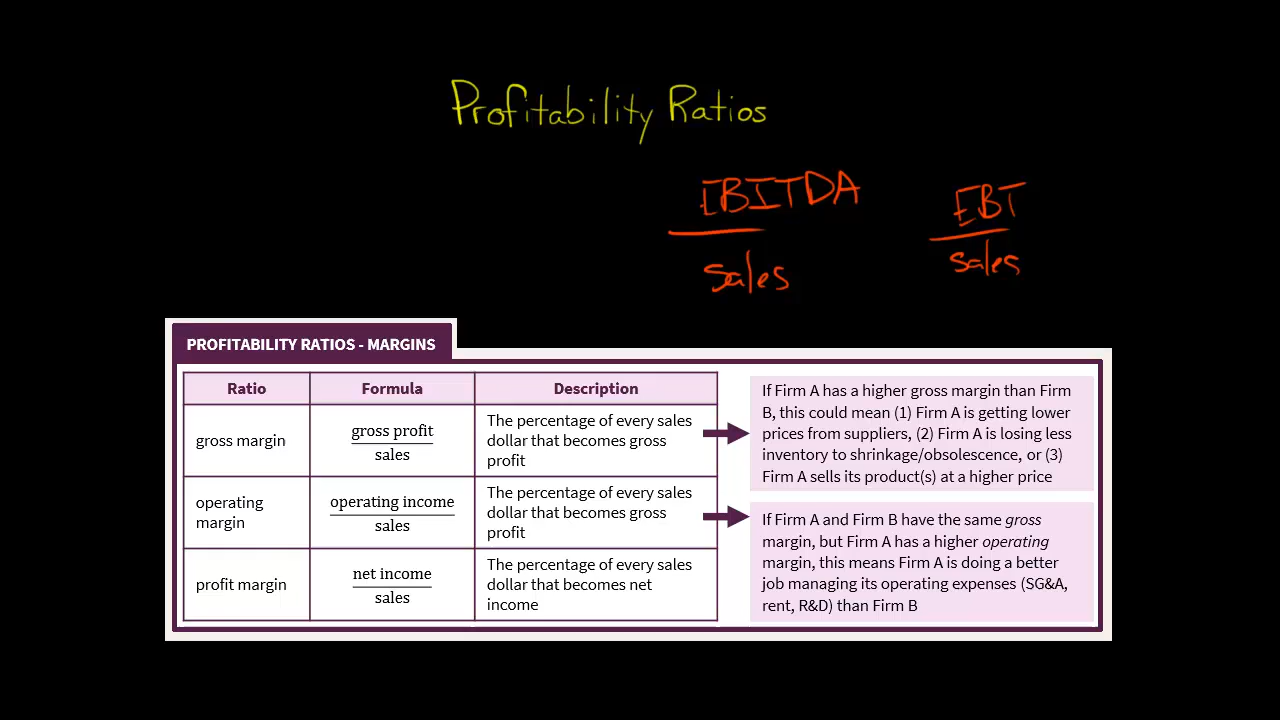 Profitability Ratios
EBITDA
sales
EBT
sales
PROFITABILITY RATIOS - MARGINS
Ratio
Formula
Description
gross margin
gross profit
sales
The percentage of every sales
dollar that becomes gross
profit
operating
margin
operating income
sales
The percentage of every sales
dollar that becomes gross
profit
profit margin
net income
sales
The percentage of every sales
dollar that becomes net
income
If Firm A has a higher gross margin than Firm
B, this could mean (1) Firm A is getting lower
prices from suppliers, (2) Firm A is losing less
inventory to shrinkage/obsolescence, or (3)
Firm A sells its product(s) at a higher price
If Firm A and Firm B have the same gross
margin, but Firm A has a higher operating
margin, this means Firm A is doing a better
job managing its operating expenses (SG&A,
rent, R&D) than Firm B